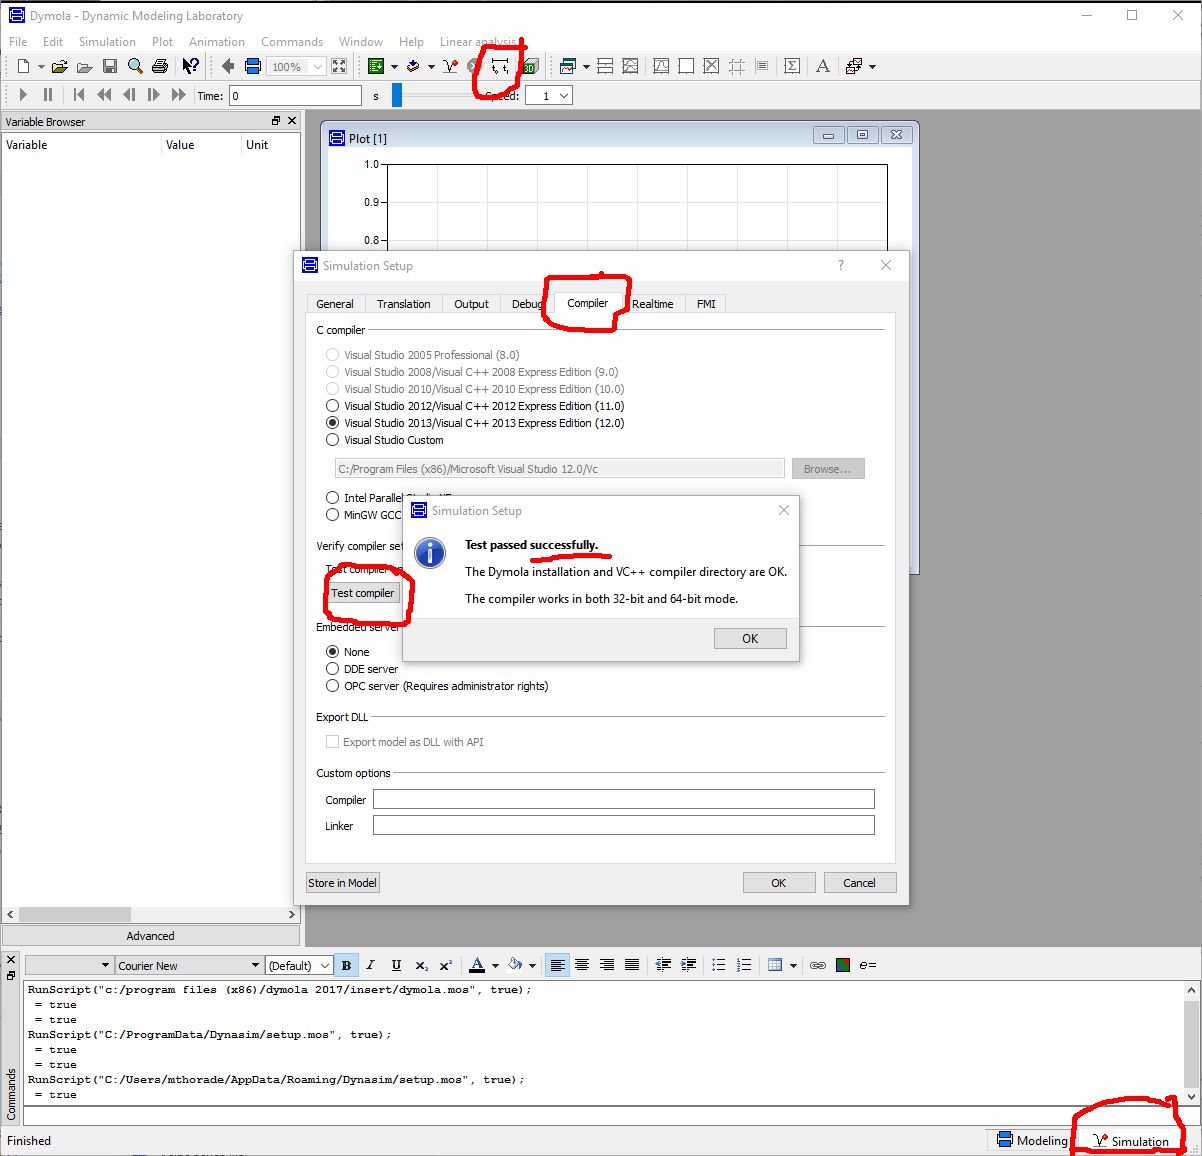 Dymola - Dynamic Modeling Laboratory
File Edit Simulation Plot Animation Commands Window Help Linear analysis
100% 3D
Time: 0 s Speed: 1
Variable Browser
Variable Value Unit
Plot [1]
1.0
0.9
0.8
Simulation Setup
General Translation Output Debug Compiler Realtime FMI
C compiler
Visual Studio 2005 Professional (8.0)
Visual Studio 2008/Visual C++ 2008 Express Edition (9.0)
Visual Studio 2010/Visual C++ 2010 Express Edition (10.0)
Visual Studio 2012/Visual C++ 2012 Express Edition (11.0)
Visual Studio 2013/Visual C++ 2013 Express Edition (12.0)
Visual Studio Custom
C:/Program Files (x86)/Microsoft Visual Studio 12.0/Vc Browse...
Intel Parallel
MinGW GCC
Verify compiler
Test compiler
Simulation Setup
Test passed successfully.
The Dymola installation and VC++ compiler directory are OK.
The compiler works in both 32-bit and 64-bit mode.
OK
Test compiler
Embedded server
None
DDE server
OPC server (Requires administrator rights)
Export DLL
Export model as DLL with API
Custom options
Compiler
Linker
Store in Model OK Cancel
Advanced
Courier New (Default) B I U x₂ x² A e=
RunScript("c:/program files (x86)/dymola 2017/insert/dymola.mos", true);
= true
= true
RunScript("C:/ProgramData/Dynasim/setup.mos", true);
= true
= true
RunScript("C:/Users/mthorade/AppData/Roaming/Dynasim/setup.mos", true);
= true
Commands
Finished Modeling Simulation